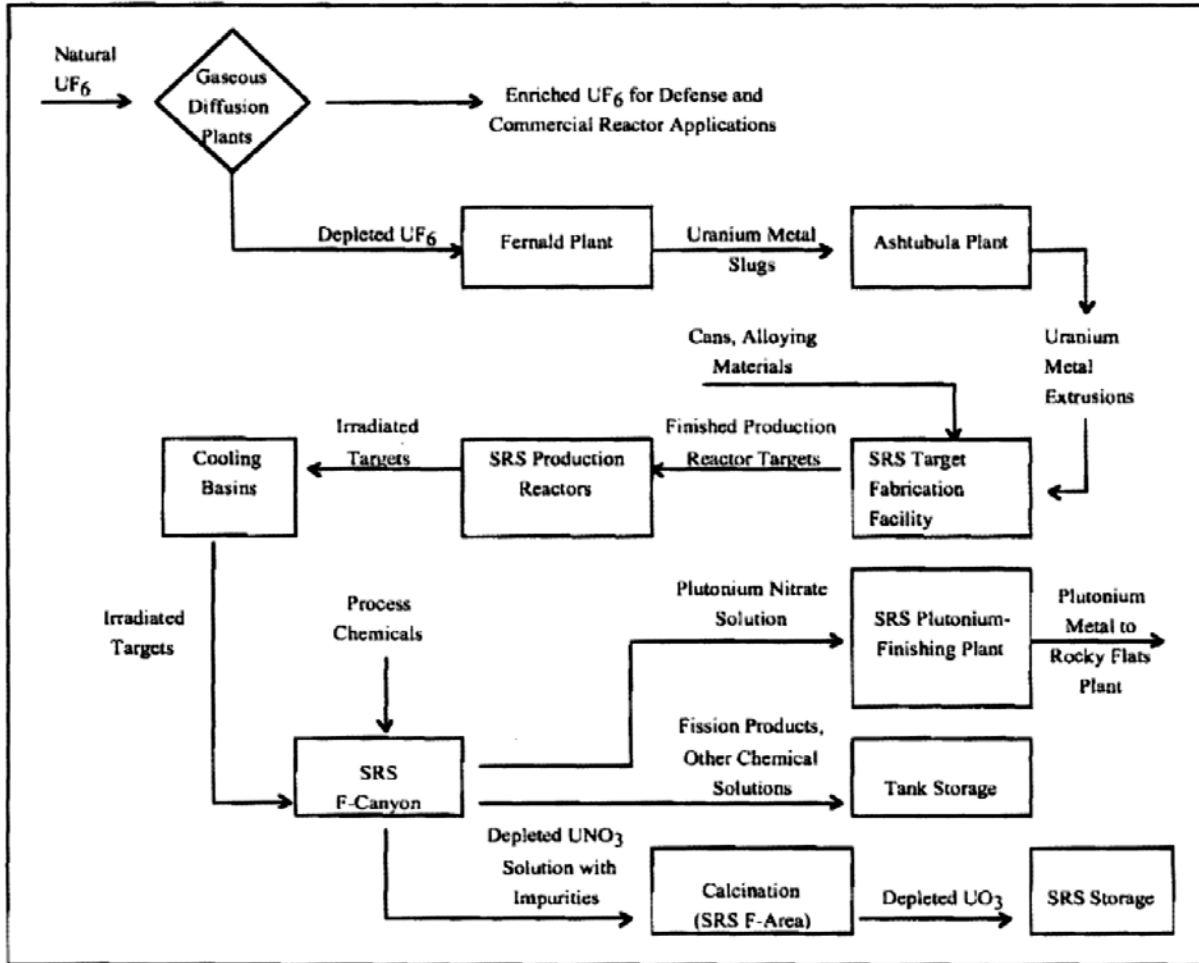 Natural
UF6
Gaseous
Diffusion
Plants
Enriched UF6 for Defense and
Commercial Reactor Applications
Depleted UF6
Fernald Plant
Uranium Metal
Slugs
Ashtubula Plant
Cans, Alloying
Materials
Uranium
Metal
Extrusions
Cooling
Basins
Irradiated
Targets
SRS Production
Reactors
Finished Production
Reactor Targets
SRS Target
Fabrication
Facility
Irradiated
Targets
Process
Chemicals
Plutonium Nitrate
Solution
SRS Plutonium-
Finishing Plant
Plutonium
Metal to
Rocky Flats
Plant
SRS
F-Canyon
Fission Products,
Other Chemical
Solutions
Tank Storage
Depleted UNO3
Solution with
Impurities
Calcination
(SRS F-Area)
Depleted UO3
SRS Storage